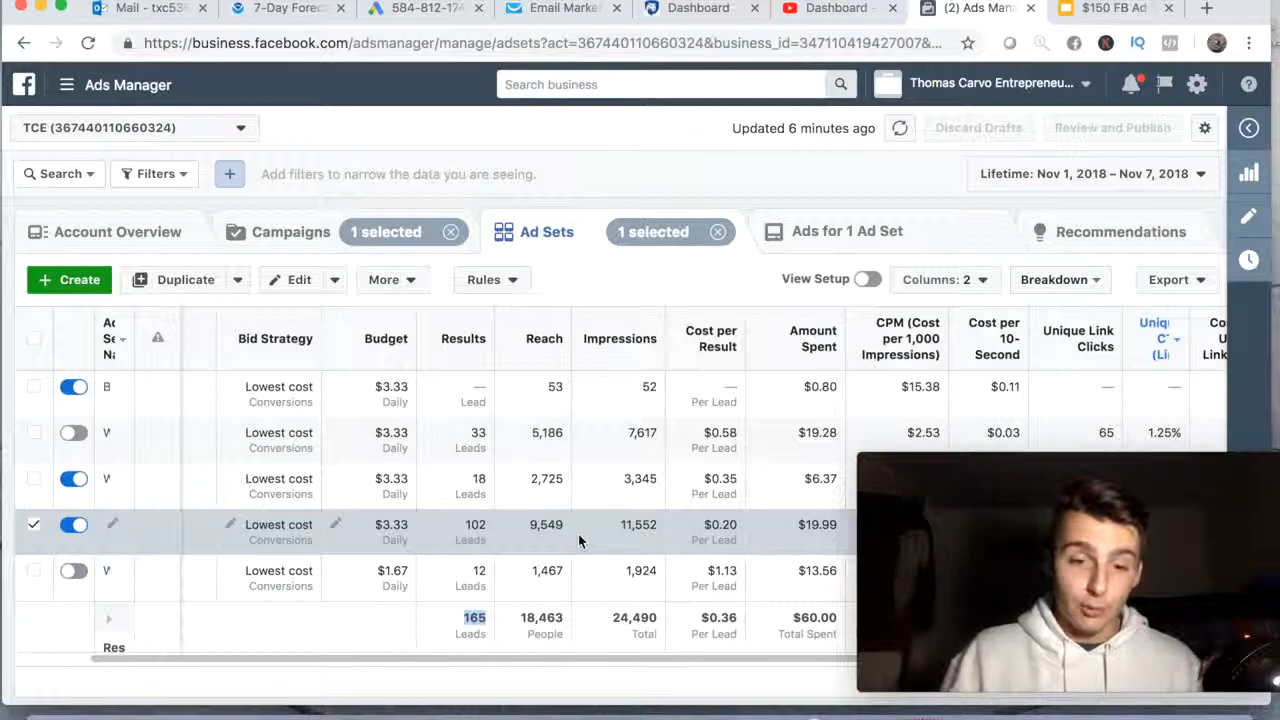 Mail - txc53
7-Day Forec
584-812-17
Email Marke
Dashboard
Dashboard -
(2) Ads Man
$150 FB Ad
https://business.facebook.com/adsmanager/manage/adsets?act=367440110660324&business_id=347110419427007&...
IQ
Ads Manager
Search business
Thomas Carvo Entrepreneu...
TCE (367440110660324)
Updated 6 minutes ago
Discard Drafts
Review and Publish
Search
Filters
Add filters to narrow the data you are seeing.
Lifetime: Nov 1, 2018 – Nov 7, 2018
Account Overview
Campaigns
1 selected
Ad Sets
1 selected
Ads for 1 Ad Set
Recommendations
+ Create
Duplicate
Edit
More
Rules
View Setup
Columns: 2
Breakdown
Export
Ad Se Na
Bid Strategy
Budget
Results
Reach
Impressions
Cost per Result
Amount Spent
CPM (Cost per 1,000 Impressions)
Cost per 10-Second
Unique Link Clicks
Uniq C (Li
Co U Link
B Lowest cost $3.33 — 53 52 — $0.80 $15.38 $0.11 — —
Conversions Daily Lead Per Lead
Lowest cost $3.33 33 5,186 7,617 $0.58 $19.28 $2.53 $0.03 65 1.25%
Conversions Daily Leads Per Lead
Lowest cost $3.33 18 2,725 3,345 $0.35 $6.37
Conversions Daily Leads Per Lead
Lowest cost $3.33 102 9,549 11,552 $0.20 $19.99
Conversions Daily Leads Per Lead
Lowest cost $1.67 12 1,467 1,924 $1.13 $13.56
Conversions Daily Leads Per Lead
165 18,463 24,490 $0.36 $60.00
Leads People Total Per Lead Total Spent
Res